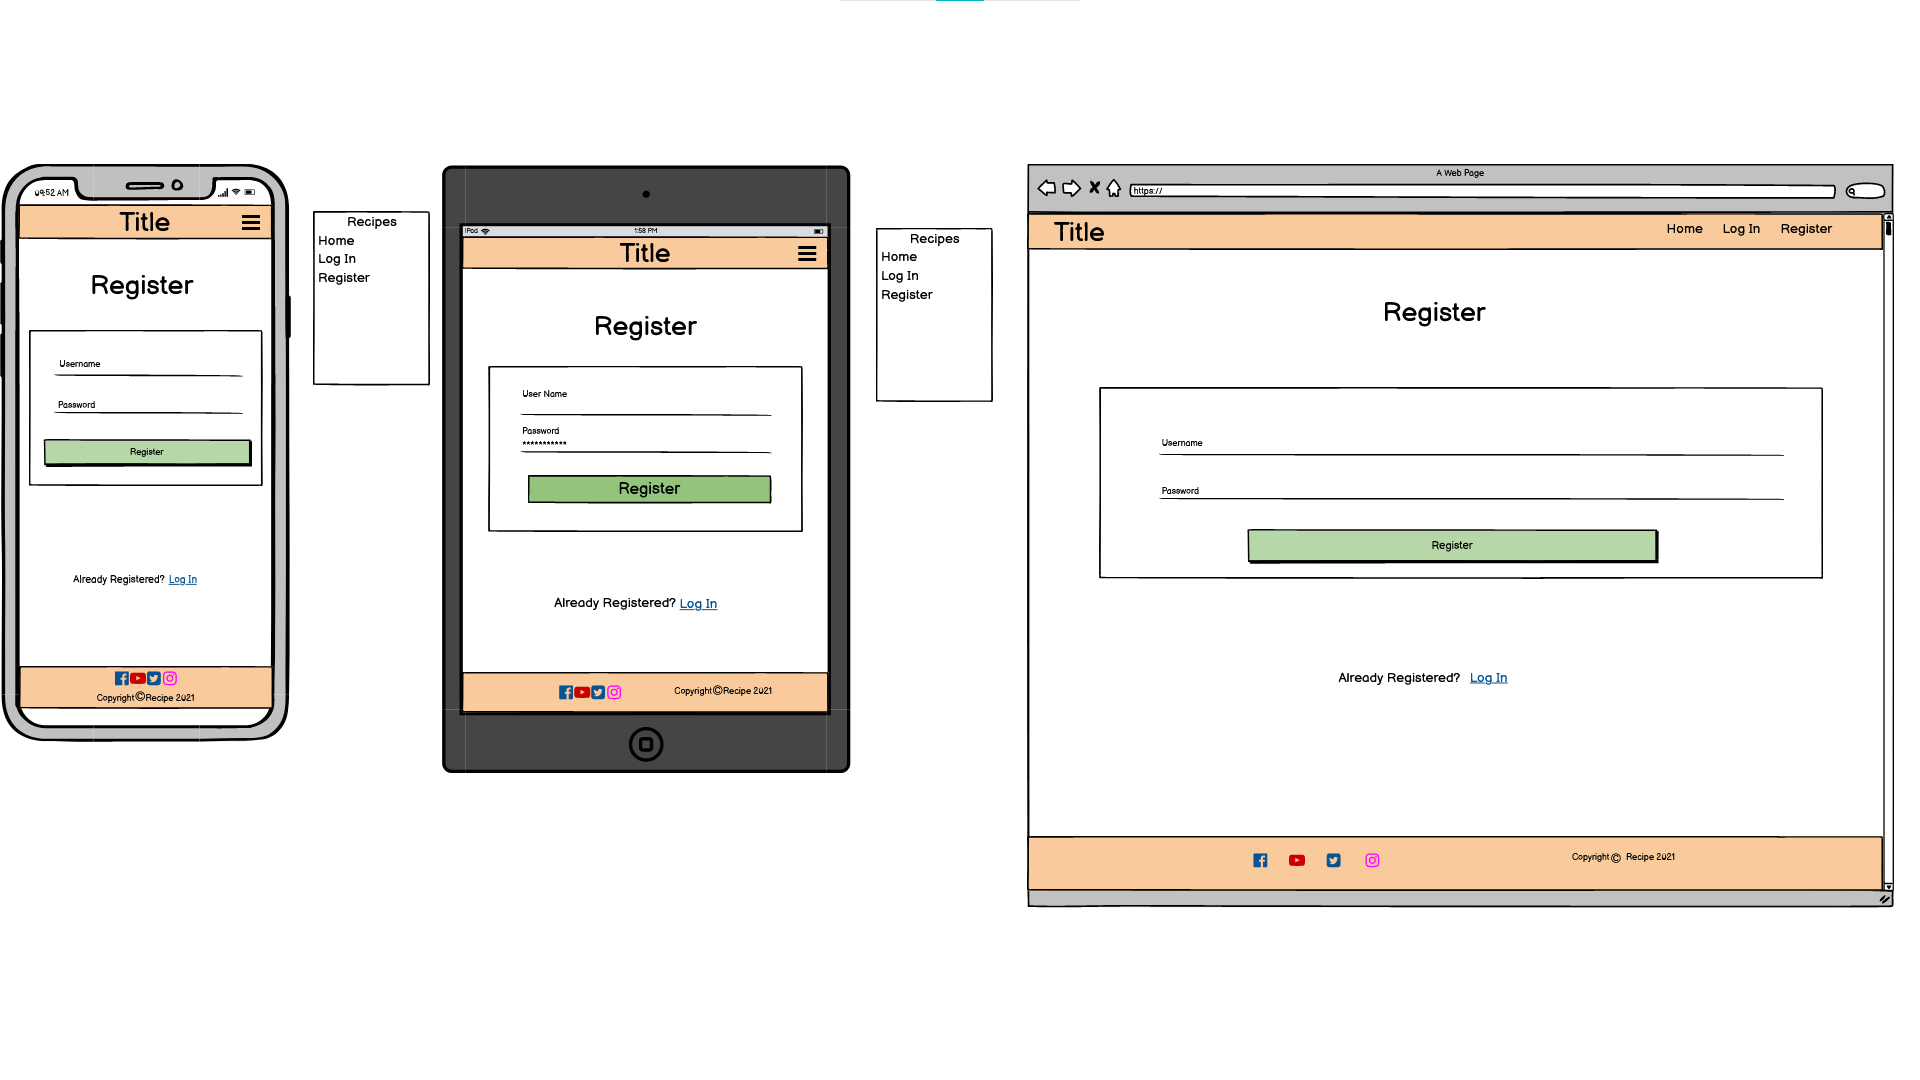 09:52 AM
Title
Register
Username
Password
Register
Already Registered? Log In
Copyright©Recipe 2021
Recipes
Home
Log In
Register
iPad 1:58 PM
Title
Register
User Name
Password
***********
Register
Already Registered? Log In
Copyright©Recipe 2021
Recipes
Home
Log In
Register
A Web Page
https://
Title Home Log In Register
Register
Username
Password
Register
Already Registered? Log In
Copyright © Recipe 2021